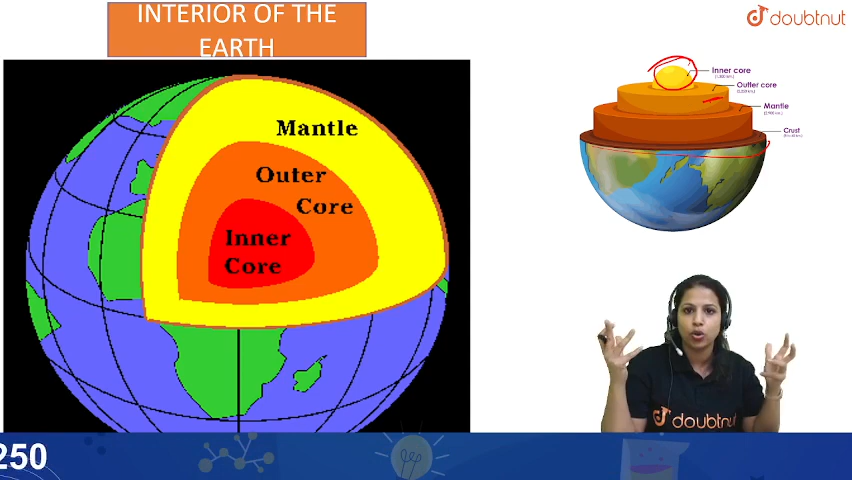 INTERIOR OF THE
EARTH
doubtnut
Mantle
Outer
Core
Inner
Core
Inner core
Outter core
Mantle
Crust
doubtnut
250